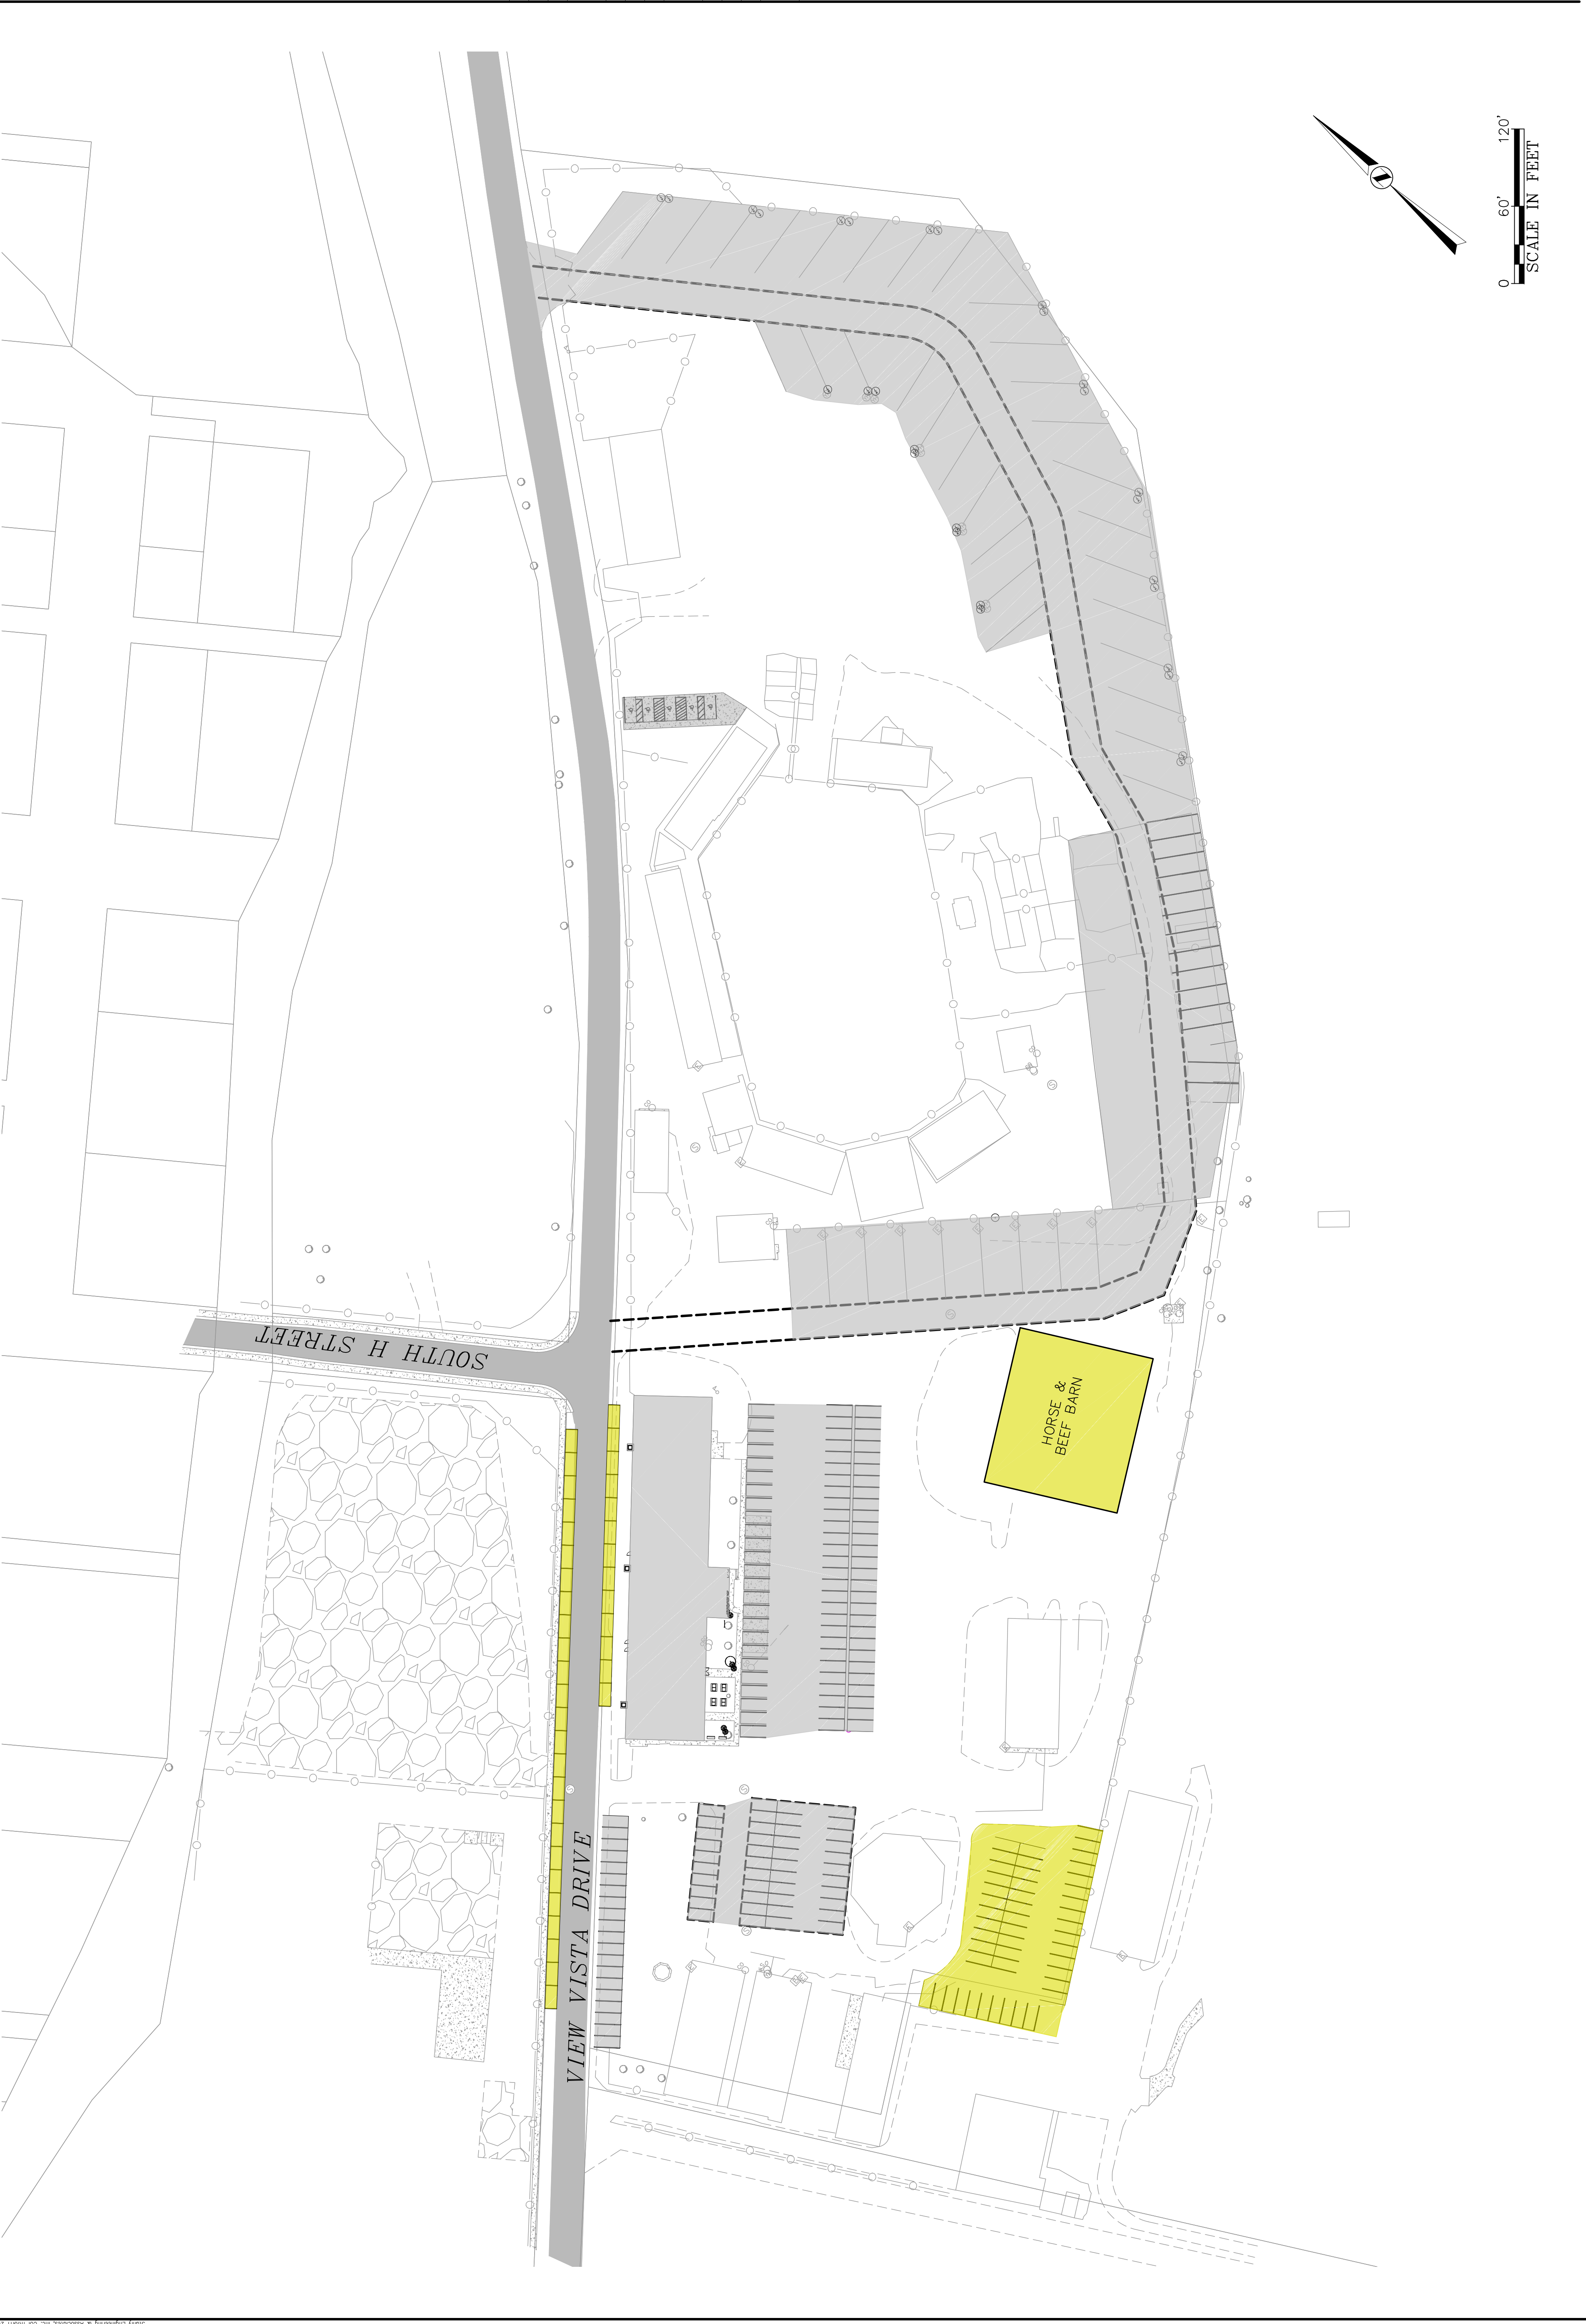 0 60' 120'
SCALE IN FEET
SOUTH H STREET
HORSE &
BEEF BARN
VIEW VISTA DRIVE